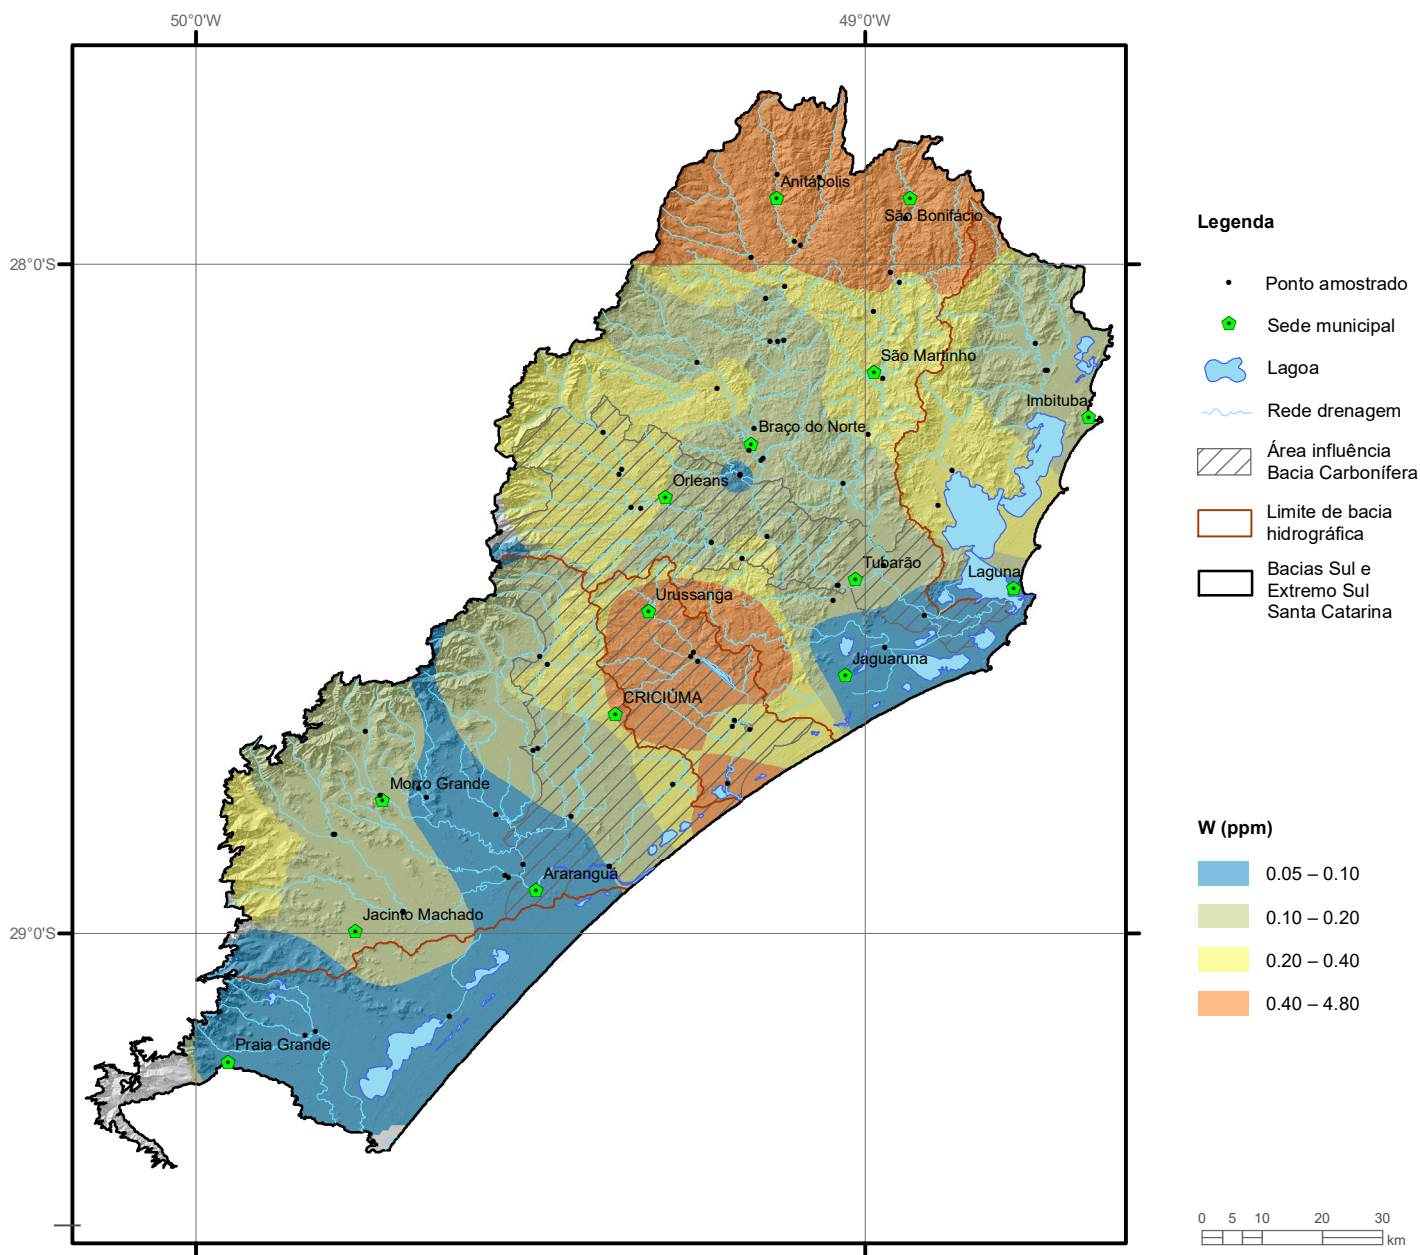 50°0'W
49°0'W
28°0'S
29°0'S
Anitápolis
São Bonifácio
São Martinho
Imbituba
Braço do Norte
Orleans
Tubarão
Laguna
Urussanga
Jaguaruna
CRICIÚMA
Morro Grande
Araranguá
Jacinto Machado
Praia Grande
Legenda
Ponto amostrado
Sede municipal
Lagoa
Rede drenagem
Área influência
Bacia Carbonífera
Limite de bacia
hidrográfica
Bacias Sul e
Extremo Sul
Santa Catarina
W (ppm)
0.05 – 0.10
0.10 – 0.20
0.20 – 0.40
0.40 – 4.80
0 5 10 20 30
km